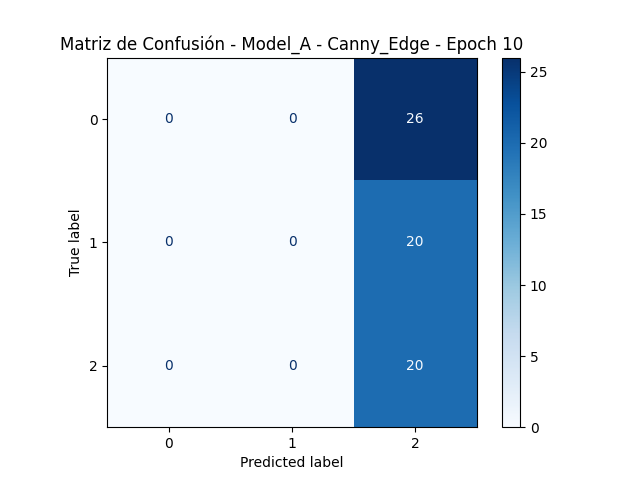 Matriz de Confusión - Model_A - Canny_Edge - Epoch 10
True label
0
0 0 26
1
0 0 20
2
0 0 20
0 1 2
Predicted label
25
20
15
10
5
0